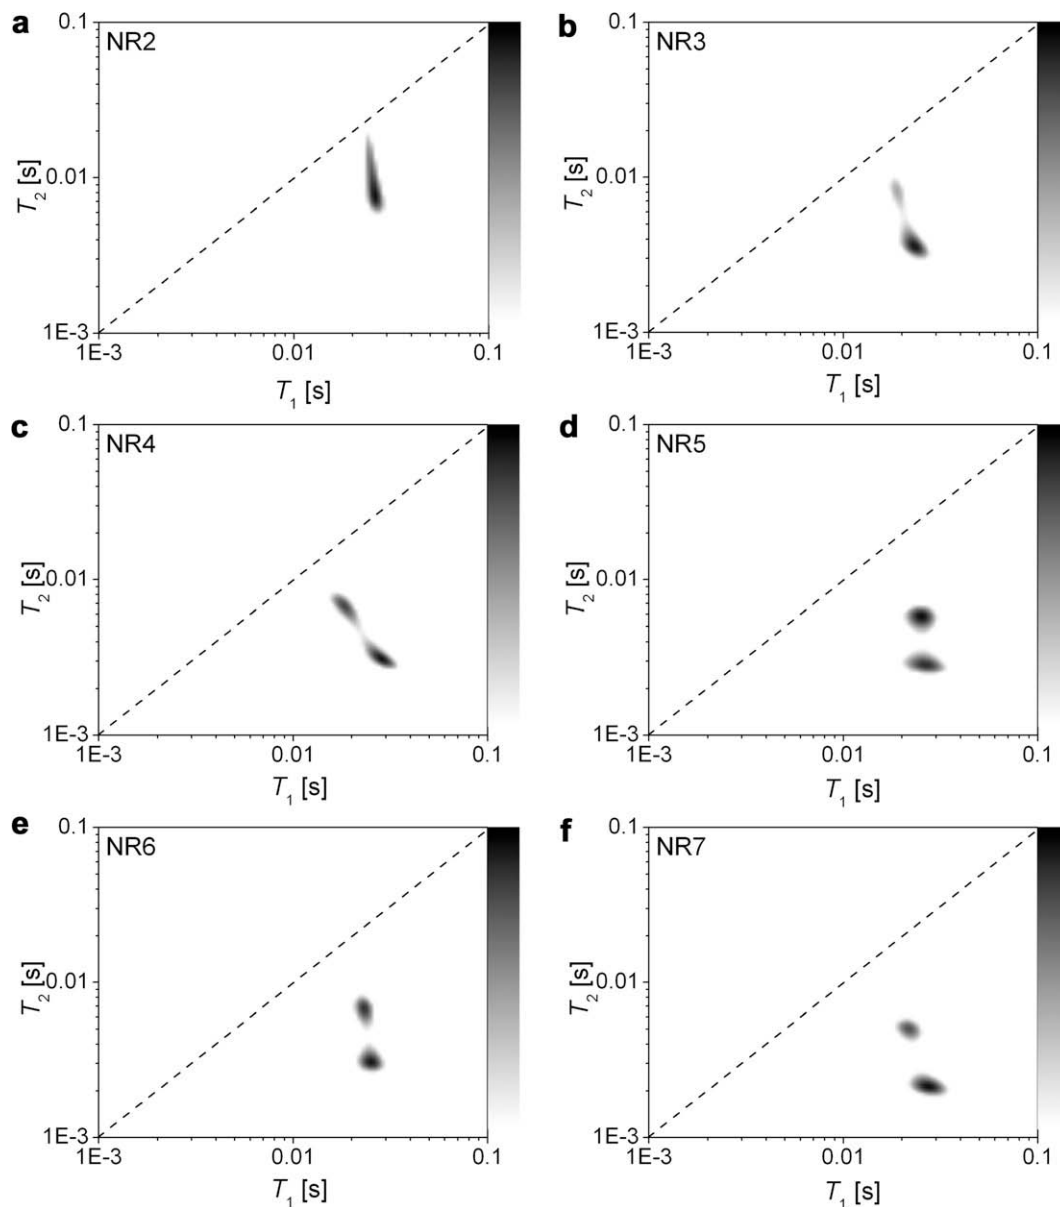 a
NR2
0.1
0.01
1E-3
T2 [s]
1E-3
0.01
0.1
T1 [s]
b
NR3
0.1
0.01
1E-3
T2 [s]
1E-3
0.01
0.1
T1 [s]
c
NR4
0.1
0.01
1E-3
T2 [s]
1E-3
0.01
0.1
T1 [s]
d
NR5
0.1
0.01
1E-3
T2 [s]
1E-3
0.01
0.1
T1 [s]
e
NR6
0.1
0.01
1E-3
T2 [s]
1E-3
0.01
0.1
T1 [s]
f
NR7
0.1
0.01
1E-3
T2 [s]
1E-3
0.01
0.1
T1 [s]